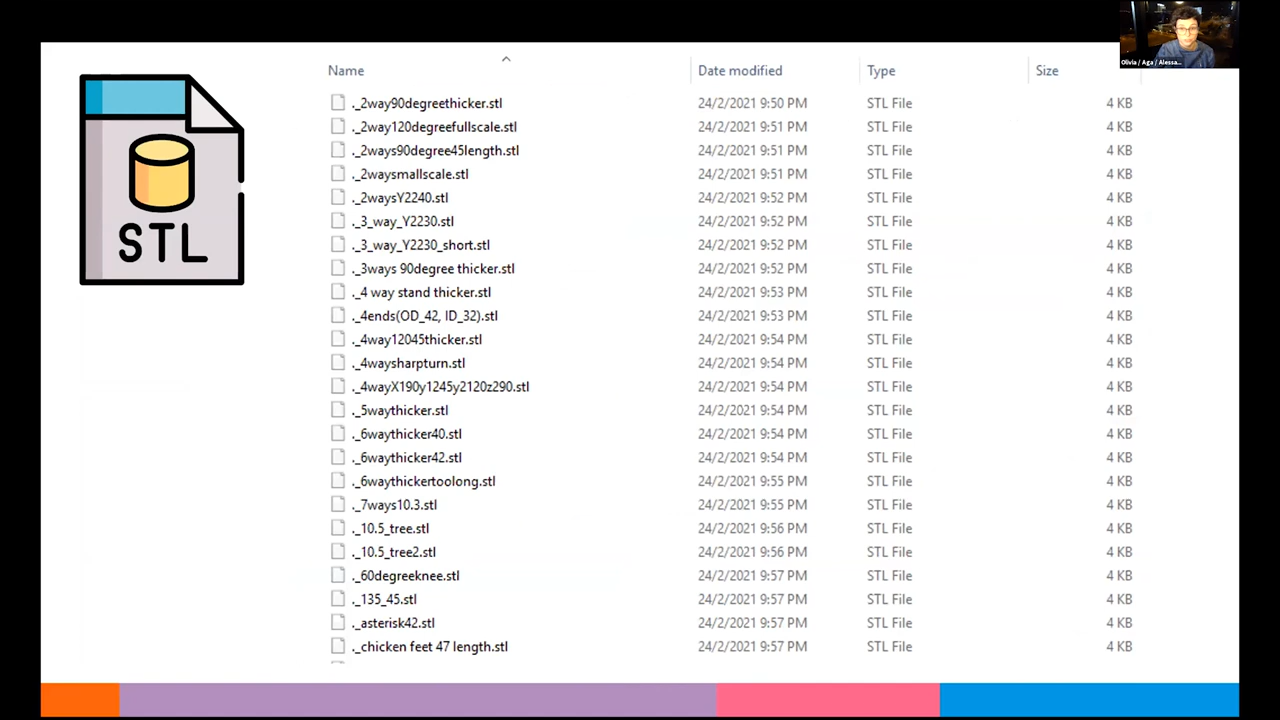 Olivia / Aga / Alessa...
Name Date modified Type Size
._2way90degreethicker.stl 24/2/2021 9:50 PM STL File 4 KB
._2way120degreefullscale.stl 24/2/2021 9:51 PM STL File 4 KB
._2ways90degree45length.stl 24/2/2021 9:51 PM STL File 4 KB
._2waysmallscale.stl 24/2/2021 9:51 PM STL File 4 KB
._2waysY2240.stl 24/2/2021 9:52 PM STL File 4 KB
._3_way_Y2230.stl 24/2/2021 9:52 PM STL File 4 KB
._3_way_Y2230_short.stl 24/2/2021 9:52 PM STL File 4 KB
._3ways 90degree thicker.stl 24/2/2021 9:52 PM STL File 4 KB
._4 way stand thicker.stl 24/2/2021 9:53 PM STL File 4 KB
._4ends(OD_42, ID_32).stl 24/2/2021 9:53 PM STL File 4 KB
._4way12045thicker.stl 24/2/2021 9:54 PM STL File 4 KB
._4waysharpturn.stl 24/2/2021 9:54 PM STL File 4 KB
._4wayX190y1245y2120z290.stl 24/2/2021 9:54 PM STL File 4 KB
._5waythicker.stl 24/2/2021 9:54 PM STL File 4 KB
._6waythicker40.stl 24/2/2021 9:54 PM STL File 4 KB
._6waythicker42.stl 24/2/2021 9:54 PM STL File 4 KB
._6waythickertoolong.stl 24/2/2021 9:55 PM STL File 4 KB
._7ways10.3.stl 24/2/2021 9:55 PM STL File 4 KB
._10.5_tree.stl 24/2/2021 9:56 PM STL File 4 KB
._10.5_tree2.stl 24/2/2021 9:56 PM STL File 4 KB
._60degreeknee.stl 24/2/2021 9:57 PM STL File 4 KB
._135_45.stl 24/2/2021 9:57 PM STL File 4 KB
._asterisk42.stl 24/2/2021 9:57 PM STL File 4 KB
._chicken feet 47 length.stl 24/2/2021 9:57 PM STL File 4 KB
STL